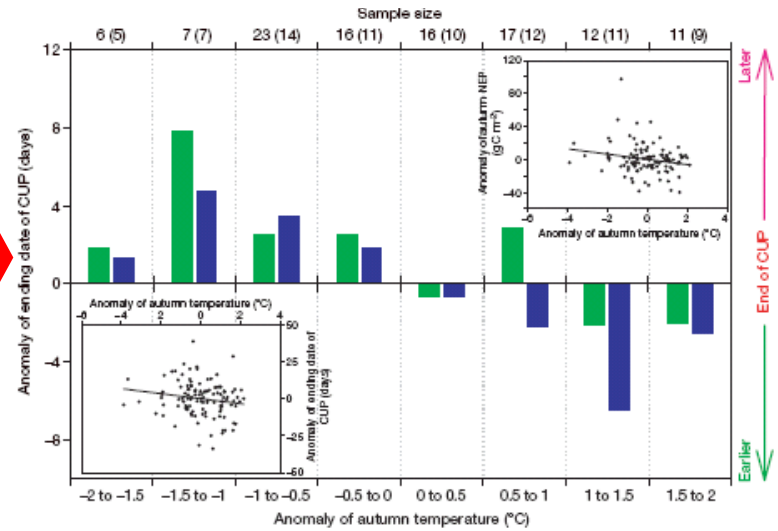 Sample size
6 (5) 7 (7) 23 (14) 16 (11) 16 (10) 17 (12) 12 (11) 11 (9)
12
8
4
0
−4
−8
Anomaly of ending date of CUP (days)
Later
End of CUP
Earlier
120
80
40
0
−40
Anomaly of autumn NEP
(gC m⁻²)
−6 −4 −2 0 2 4
Anomaly of autumn temperature (°C)
Anomaly of autumn temperature (°C)
−6 −4 −2 0 2 4
50
25
0
−25
−50
Anomaly of ending date of
CUP (days)
−2 to −1.5 −1.5 to −1 −1 to −0.5 −0.5 to 0 0 to 0.5 0.5 to 1 1 to 1.5 1.5 to 2
Anomaly of autumn temperature (°C)